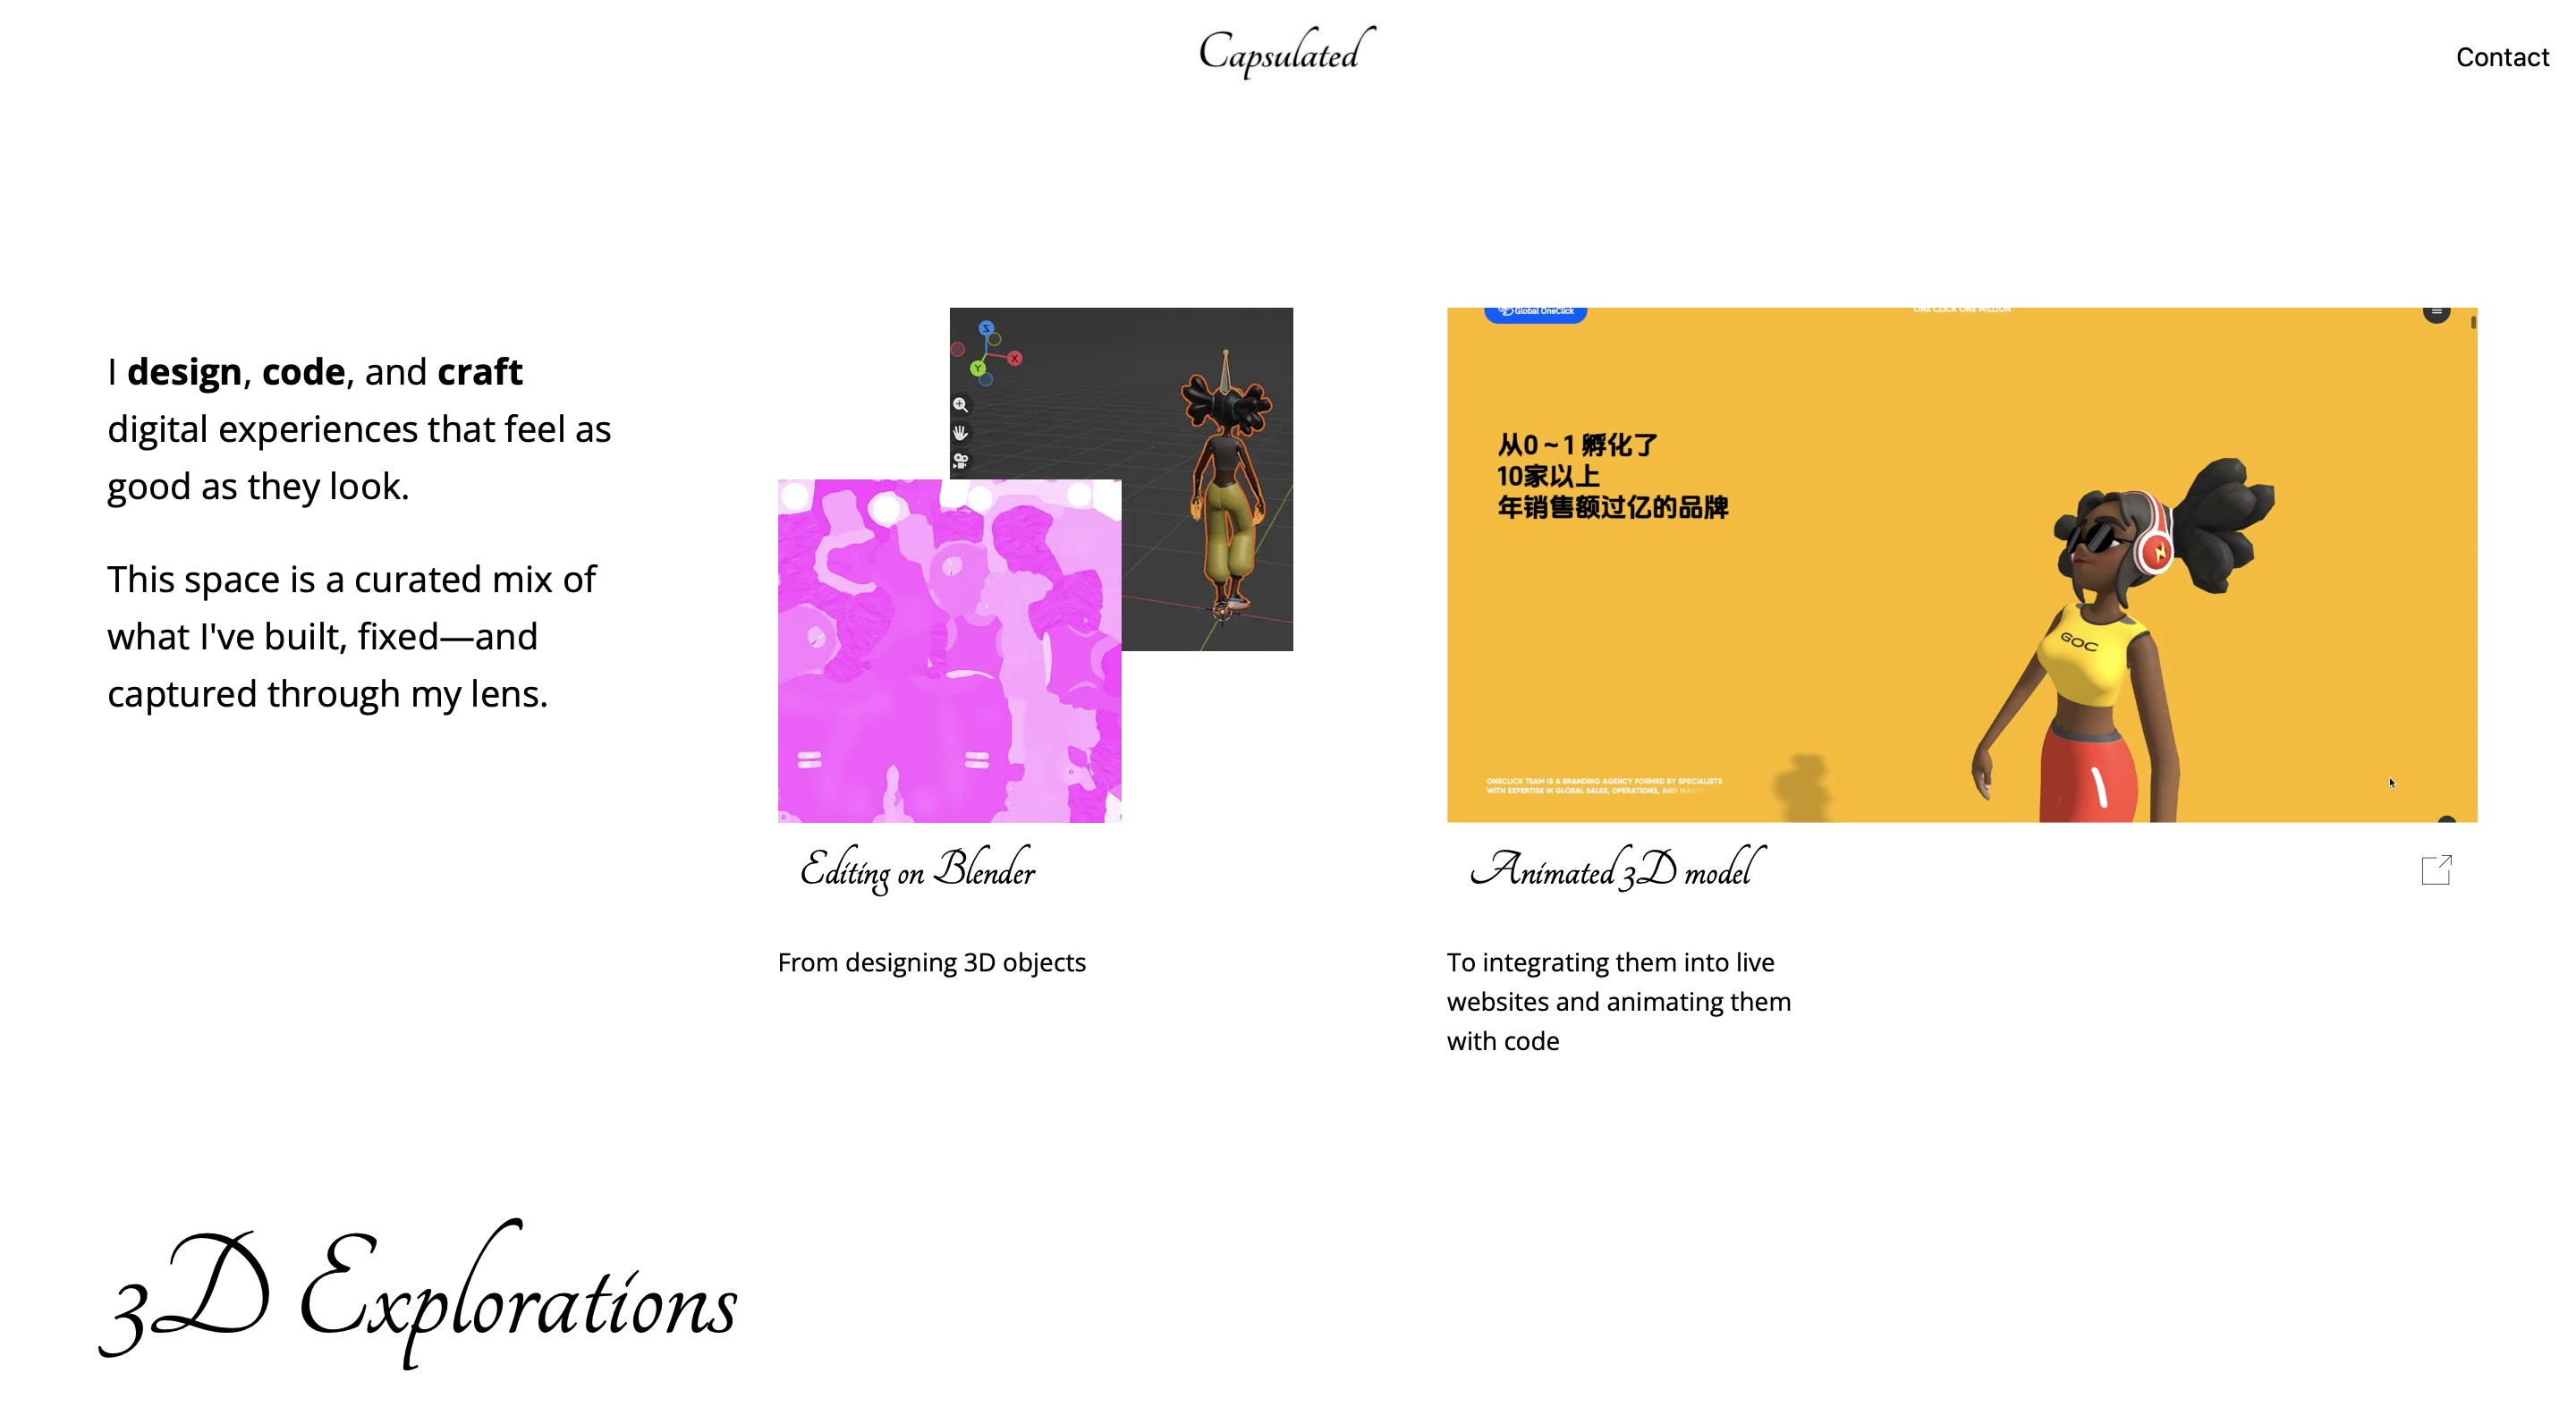 Capsulated
Contact
I design, code, and craft
digital experiences that feel as
good as they look.
This space is a curated mix of
what I've built, fixed—and
captured through my lens.
Z
X
Y
Global OneClick
ONE CLICK ONE MILLION
从0~1 孵化了
10家以上
年销售额过亿的品牌
GOC
ONECLICK TEAM IS A BRANDING AGENCY FORMED BY SPECIALISTS
WITH EXPERTISE IN GLOBAL SALES, OPERATIONS, AND
Editing on Blender
Animated 3D model
From designing 3D objects
To integrating them into live
websites and animating them
with code
3D Explorations